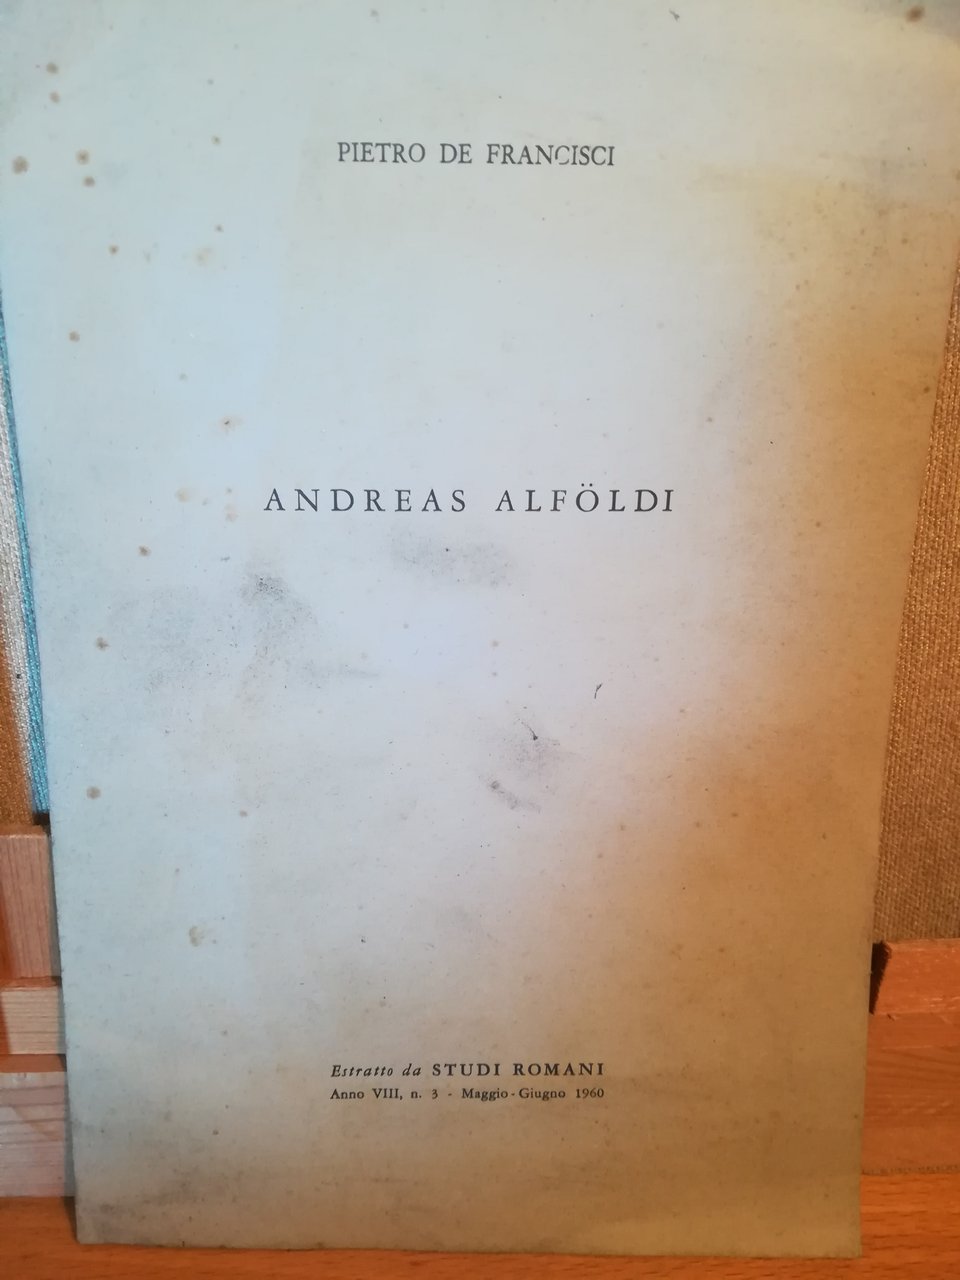 PIETRO DE FRANCISCI
ANDREAS ALFÖLDI
Estratto da STUDI ROMANI
Anno VIII, n. 3 - Maggio - Giugno 1960